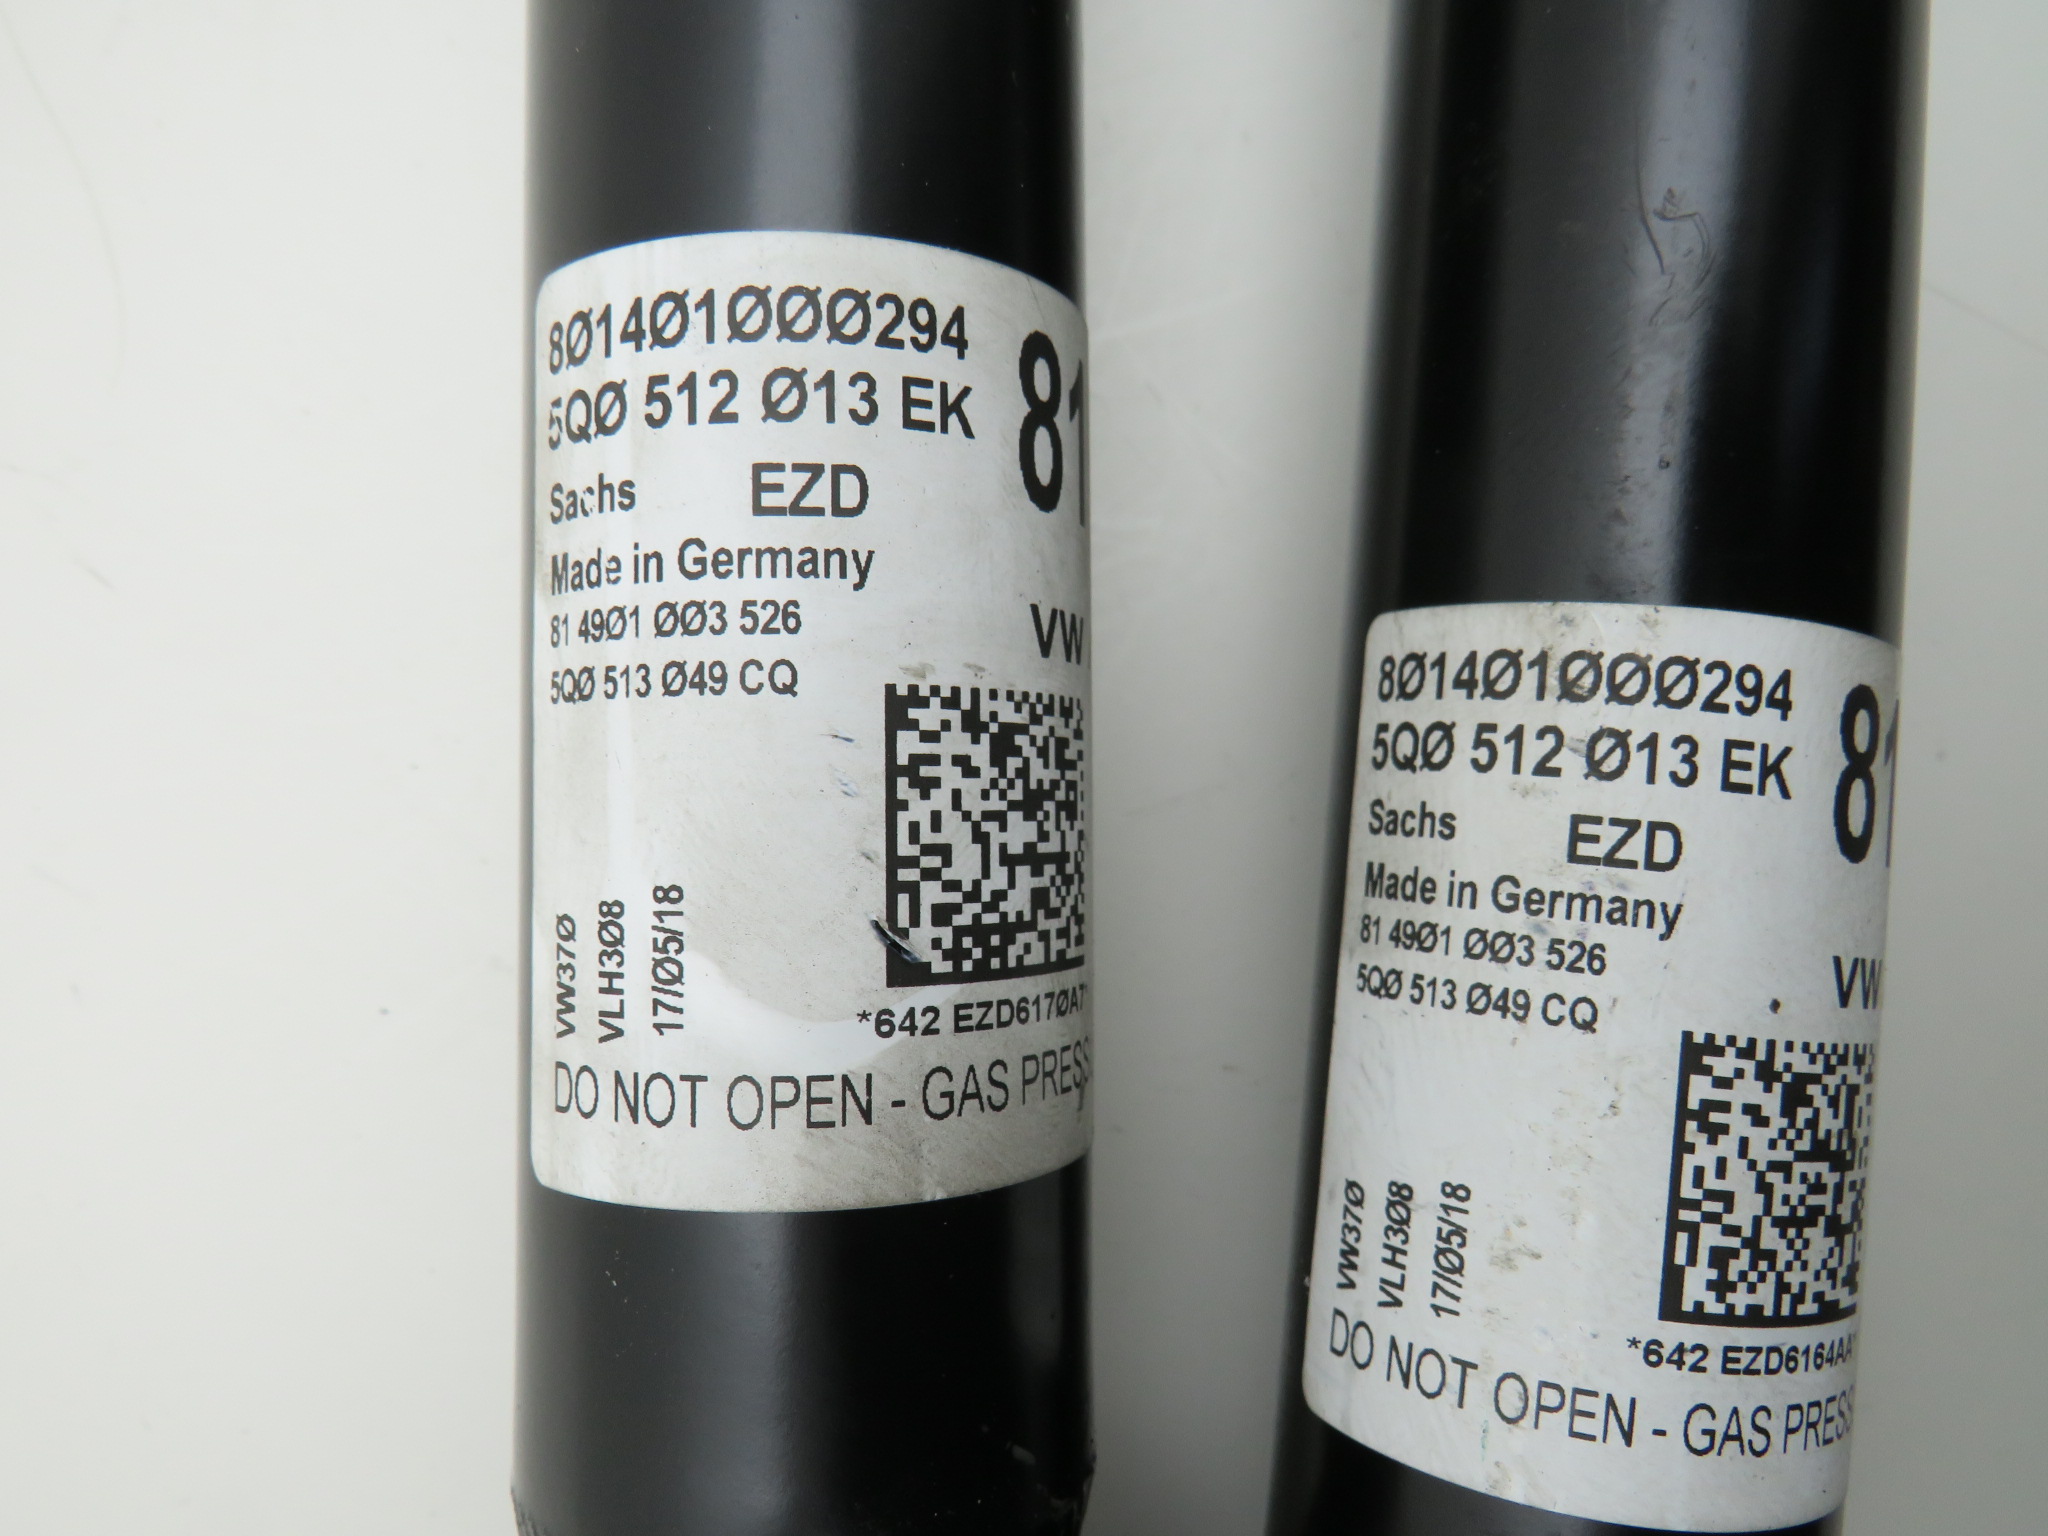 8Ø14Ø1ØØØ294
5QØ 512 Ø13 EK
81
Sachs EZD
Made in Germany
81 49Ø1 ØØ3 526
VW
5QØ 513 Ø49 CQ
VW37Ø
VLH3Ø8
17/Ø5/18
*642 EZD617ØA7
DO NOT OPEN - GAS PRESS
8Ø14Ø1ØØØ294
5QØ 512 Ø13 EK
81
Sachs EZD
Made in Germany
81 49Ø1 ØØ3 526
VW
5QØ 513 Ø49 CQ
VW37Ø
VLH3Ø8
17/Ø5/18
*642 EZD6164AA
DO NOT OPEN - GAS PRESS